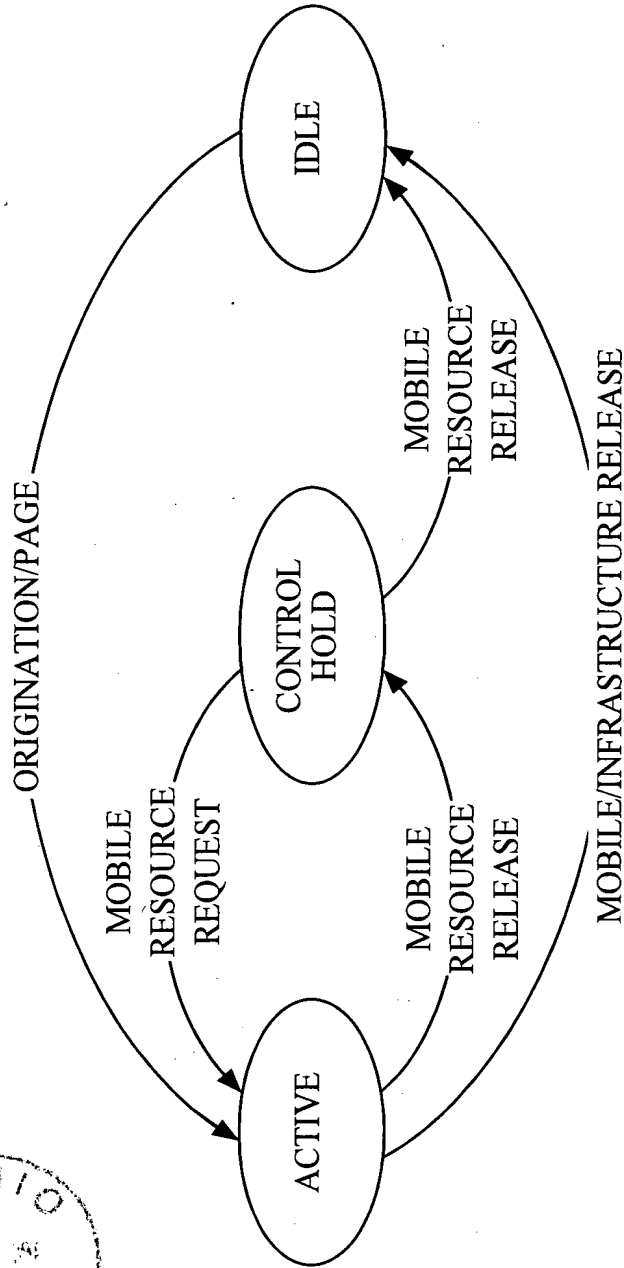 ORIGINATION/PAGE
MOBILE
RESOURCE
REQUEST
ACTIVE
CONTROL
HOLD
IDLE
MOBILE
RESOURCE
RELEASE
MOBILE
RESOURCE
RELEASE
MOBILE/INFRASTRUCTURE RELEASE